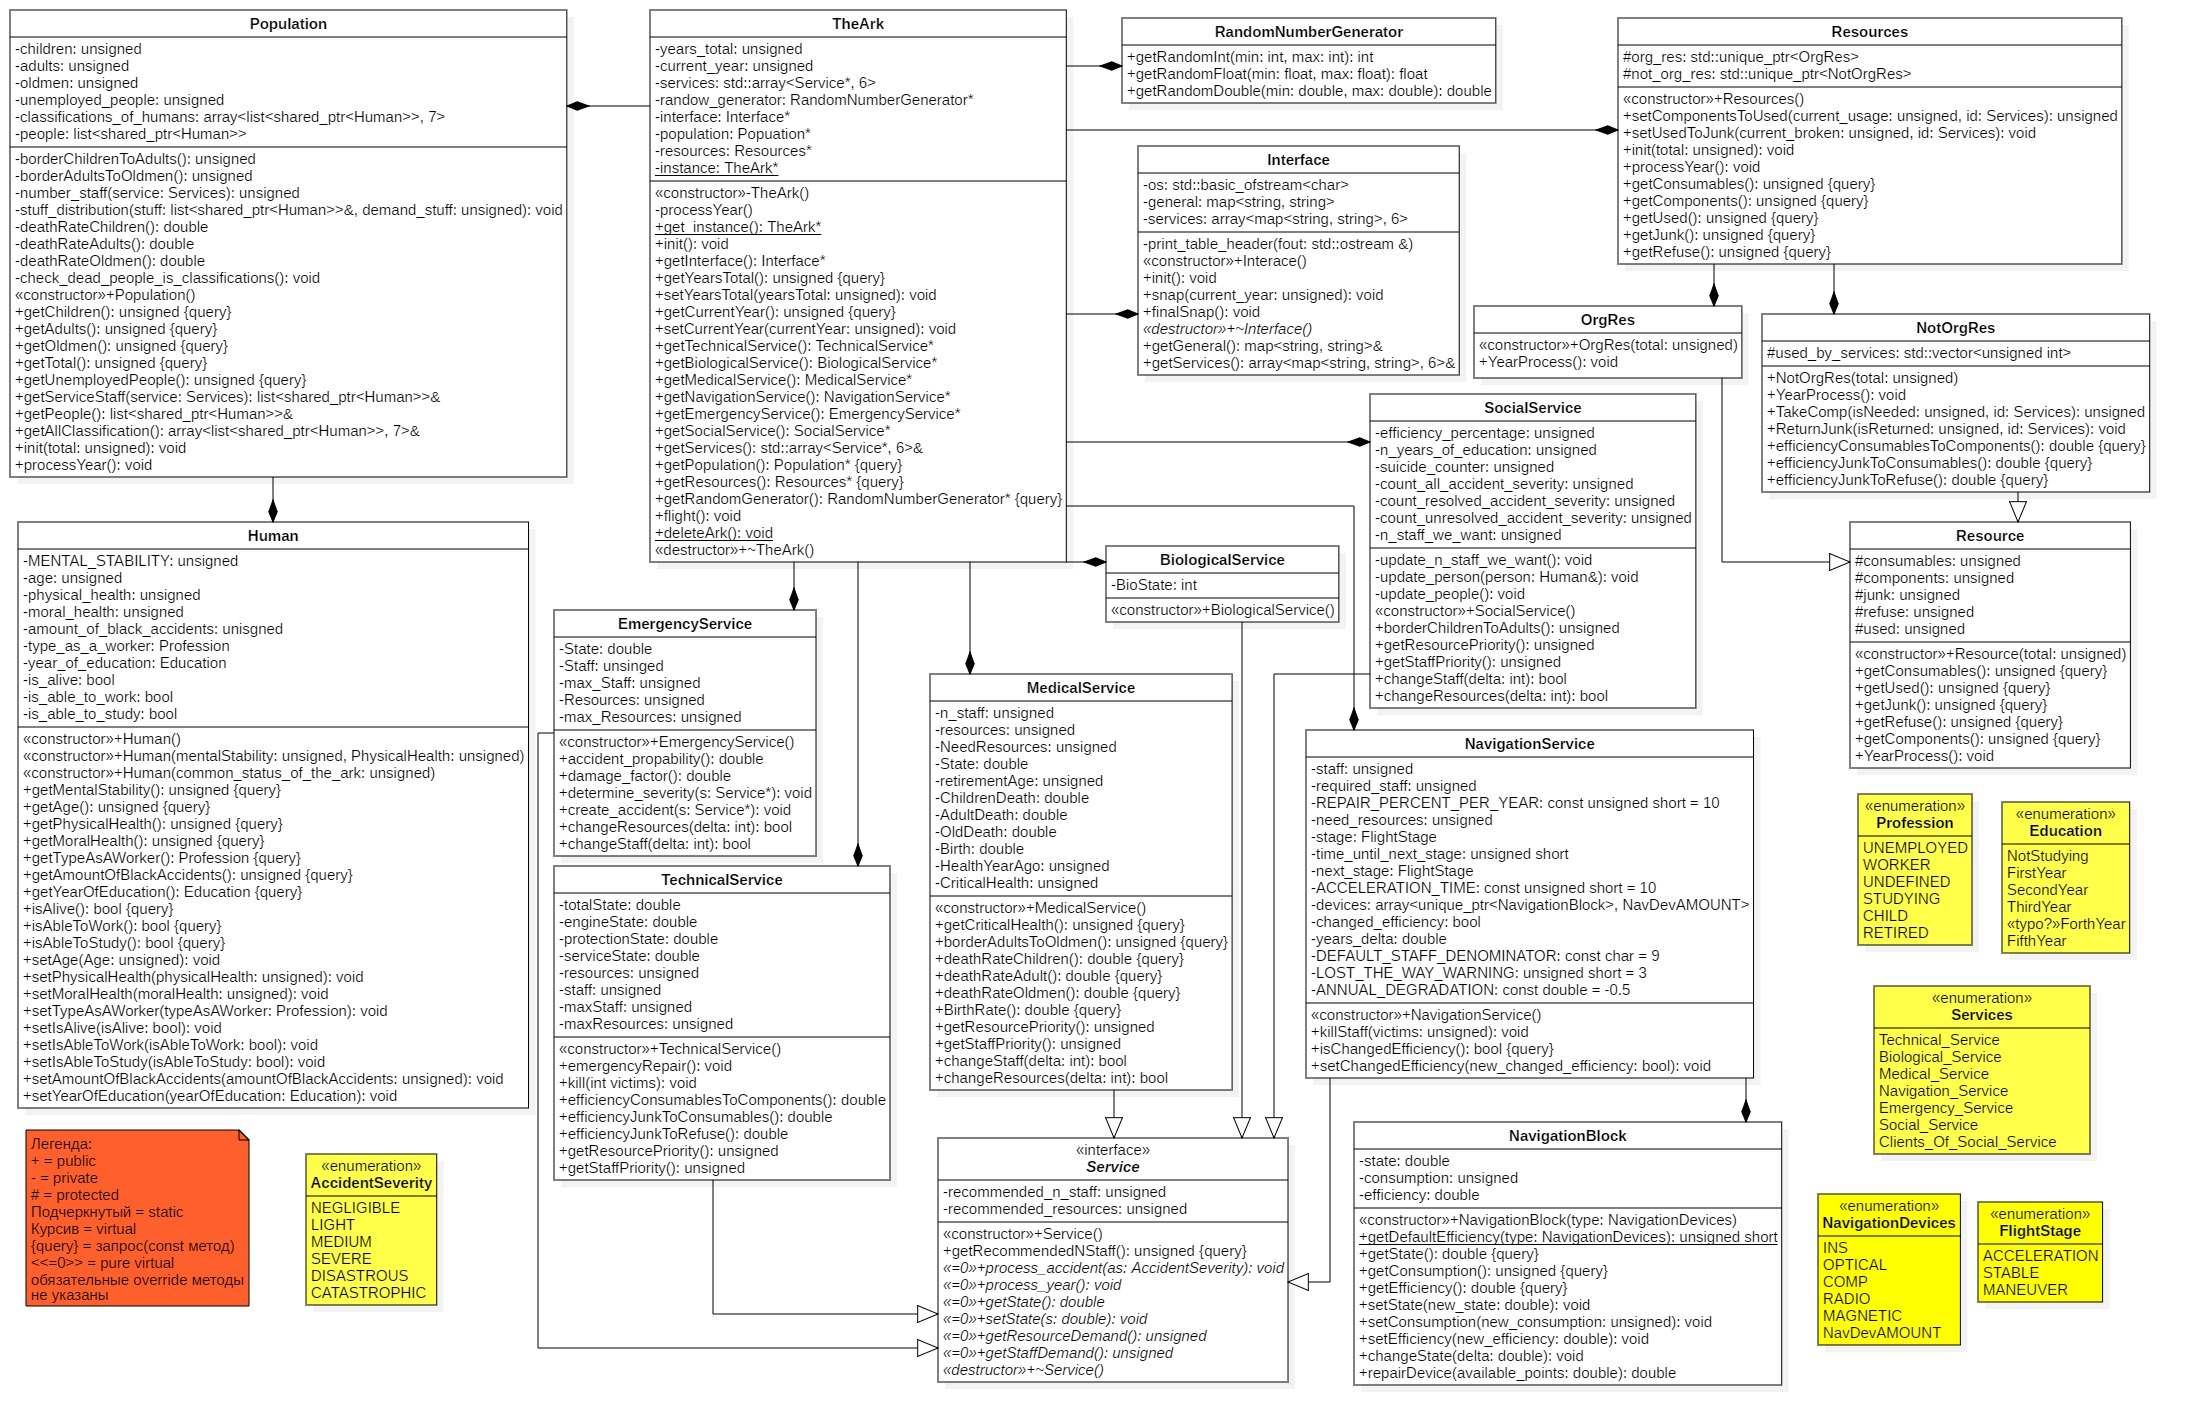 Population
-children: unsigned
-adults: unsigned
-oldmen: unsigned
-unemployed_people: unsigned
-classifications_of_humans: array<list<shared_ptr<Human>>, 7>
-people: list<shared_ptr<Human>>
-borderChildrenToAdults(): unsigned
-borderAdultsToOldmen(): unsigned
-number_staff(service: Services): unsigned
-stuff_distribution(stuff: list<shared_ptr<Human>>&, demand_stuff: unsigned): void
-deathRateChildren(): double
-deathRateAdults(): double
-deathRateOldmen(): double
-check_dead_people_is_classifications(): void
«constructor»+Population()
+getChildren(): unsigned {query}
+getAdults(): unsigned {query}
+getOldmen(): unsigned {query}
+getTotal(): unsigned {query}
+getUnemployedPeople(): unsigned {query}
+getServiceStaff(service: Services): list<shared_ptr<Human>>&
+getPeople(): list<shared_ptr<Human>>&
+getAllClassification(): array<list<shared_ptr<Human>>, 7>&
+init(total: unsigned): void
+processYear(): void
TheArk
-years_total: unsigned
-current_year: unsigned
-services: std::array<Service*, 6>
-randow_generator: RandomNumberGenerator*
-interface: Interface*
-population: Popuation*
-resources: Resources*
-instance: TheArk*
«constructor»-TheArk()
-processYear()
+get_instance(): TheArk*
+init(): void
+getInterface(): Interface*
+getYearsTotal(): unsigned {query}
+setYearsTotal(yearsTotal: unsigned): void
+getCurrentYear(): unsigned {query}
+setCurrentYear(currentYear: unsigned): void
+getTechnicalService(): TechnicalService*
+getBiologicalService(): BiologicalService*
+getMedicalService(): MedicalService*
+getNavigationService(): NavigationService*
+getEmergencyService(): EmergencyService*
+getSocialService(): SocialService*
+getServices(): std::array<Service*, 6>&
+getPopulation(): Population* {query}
+getResources(): Resources* {query}
+getRandomGenerator(): RandomNumberGenerator* {query}
+flight(): void
+deleteArk(): void
«destructor»+~TheArk()
RandomNumberGenerator
+getRandomInt(min: int, max: int): int
+getRandomFloat(min: float, max: float): float
+getRandomDouble(min: double, max: double): double
Resources
#org_res: std::unique_ptr<OrgRes>
#not_org_res: std::unique_ptr<NotOrgRes>
«constructor»+Resources()
+setComponentsToUsed(current_usage: unsigned, id: Services): unsigned
+setUsedToJunk(current_broken: unsigned, id: Services): void
+init(total: unsigned): void
+processYear(): void
+getConsumables(): unsigned {query}
+getComponents(): unsigned {query}
+getUsed(): unsigned {query}
+getJunk(): unsigned {query}
+getRefuse(): unsigned {query}
Interface
-os: std::basic_ofstream<char>
-general: map<string, string>
-services: array<map<string, string>, 6>
-print_table_header(fout: std::ostream &)
«constructor»+Interace()
+init(): void
+snap(current_year: unsigned): void
+finalSnap(): void
«destructor»+~Interface()
+getGeneral(): map<string, string>&
+getServices(): array<map<string, string>, 6>&
OrgRes
«constructor»+OrgRes(total: unsigned)
+YearProcess(): void
NotOrgRes
#used_by_services: std::vector<unsigned int>
+NotOrgRes(total: unsigned)
+YearProcess(): void
+TakeComp(isNeeded: unsigned, id: Services): unsigned
+ReturnJunk(isReturned: unsigned, id: Services): void
+efficiencyConsumablesToComponents(): double {query}
+efficiencyJunkToConsumables(): double {query}
+efficiencyJunkToRefuse(): double {query}
SocialService
-efficiency_percentage: unsigned
-n_years_of_education: unsigned
-suicide_counter: unsigned
-count_all_accident_severity: unsigned
-count_resolved_accident_severity: unsigned
-count_unresolved_accident_severity: unsigned
-n_staff_we_want: unsigned
-update_n_staff_we_want(): void
-update_person(person: Human&): void
-update_people(): void
«constructor»+SocialService()
+borderChildrenToAdults(): unsigned
+getResourcePriority(): unsigned
+getStaffPriority(): unsigned
+changeStaff(delta: int): bool
+changeResources(delta: int): bool
Human
-MENTAL_STABILITY: unsigned
-age: unsigned
-physical_health: unsigned
-moral_health: unsigned
-amount_of_black_accidents: unisgned
-type_as_a_worker: Profession
-year_of_education: Education
-is_alive: bool
-is_able_to_work: bool
-is_able_to_study: bool
«constructor»+Human()
«constructor»+Human(mentalStability: unsigned, PhysicalHealth: unsigned)
«constructor»+Human(common_status_of_the_ark: unsigned)
+getMentalStability(): unsigned {query}
+getAge(): unsigned {query}
+getPhysicalHealth(): unsigned {query}
+getMoralHealth(): unsigned {query}
+getTypeAsAWorker(): Profession {query}
+getAmountOfBlackAccidents(): unsigned {query}
+getYearOfEducation(): Education {query}
+isAlive(): bool {query}
+isAbleToWork(): bool {query}
+isAbleToStudy(): bool {query}
+setAge(Age: unsigned): void
+setPhysicalHealth(physicalHealth: unsigned): void
+setMoralHealth(moralHealth: unsigned): void
+setTypeAsAWorker(typeAsAWorker: Profession): void
+setIsAlive(isAlive: bool): void
+setIsAbleToWork(isAbleToWork: bool): void
+setIsAbleToStudy(isAbleToStudy: bool): void
+setAmountOfBlackAccidents(amountOfBlackAccidents: unsigned): void
+setYearOfEducation(yearOfEducation: Education): void
BiologicalService
-BioState: int
«constructor»+BiologicalService()
Resource
#consumables: unsigned
#components: unsigned
#junk: unsigned
#refuse: unsigned
#used: unsigned
«constructor»+Resource(total: unsigned)
+getConsumables(): unsigned {query}
+getUsed(): unsigned {query}
+getJunk(): unsigned {query}
+getRefuse(): unsigned {query}
+getComponents(): unsigned {query}
+YearProcess(): void
EmergencyService
-State: double
-Staff: unsinged
-max_Staff: unsigned
-Resources: unsigned
-max_Resources: unsigned
«constructor»+EmergencyService()
+accident_propability(): double
+damage_factor(): double
+determine_severity(s: Service*): void
+create_accident(s: Service*): void
+changeResources(delta: int): bool
+changeStaff(delta: int): bool
MedicalService
-n_staff: unsigned
-resources: unsigned
-NeedResources: unsigned
-State: double
-retirementAge: unsigned
-ChildrenDeath: double
-AdultDeath: double
-OldDeath: double
-Birth: double
-HealthYearAgo: unsigned
-CriticalHealth: unsigned
«constructor»+MedicalService()
+getCriticalHealth(): unsigned {query}
+borderAdultsToOldmen(): unsigned {query}
+deathRateChildren(): double {query}
+deathRateAdult(): double {query}
+deathRateOldmen(): double {query}
+BirthRate(): double {query}
+getResourcePriority(): unsigned
+getStaffPriority(): unsigned
+changeStaff(delta: int): bool
+changeResources(delta: int): bool
NavigationService
-staff: unsigned
-required_staff: unsigned
-REPAIR_PERCENT_PER_YEAR: const unsigned short = 10
-need_resources: unsigned
-stage: FlightStage
-time_until_next_stage: unsigned short
-next_stage: FlightStage
-ACCELERATION_TIME: const unsigned short = 10
-devices: array<unique_ptr<NavigationBlock>, NavDevAMOUNT>
-changed_efficiency: bool
-years_delta: double
-DEFAULT_STAFF_DENOMINATOR: const char = 9
-LOST_THE_WAY_WARNING: unsigned short = 3
-ANNUAL_DEGRADATION: const double = -0.5
«constructor»+NavigationService()
+killStaff(victims: unsigned): void
+isChangedEfficiency(): bool {query}
+setChangedEfficiency(new_changed_efficiency: bool): void
TechnicalService
-totalState: double
-engineState: double
-protectionState: double
-serviceState: double
-resources: unsigned
-staff: unsigned
-maxStaff: unsigned
-maxResources: unsigned
«constructor»+TechnicalService()
+emergencyRepair(): void
+kill(int victims): void
+efficiencyConsumablesToComponents(): double
+efficiencyJunkToConsumables(): double
+efficiencyJunkToRefuse(): double
+getResourcePriority(): unsigned
+getStaffPriority(): unsigned
«enumeration»
Profession
UNEMPLOYED
WORKER
UNDEFINED
STUDYING
CHILD
RETIRED
«enumeration»
Education
NotStudying
FirstYear
SecondYear
ThirdYear
«typo?»ForthYear
FifthYear
«enumeration»
Services
Technical_Service
Biological_Service
Medical_Service
Navigation_Service
Emergency_Service
Social_Service
Clients_Of_Social_Service
Легенда:
+ = public
- = private
# = protected
Подчеркнутый = static
Курсив = virtual
{query} = запрос(const метод)
<<=0>> = pure virtual
обязательные override методы
не указаны
«enumeration»
AccidentSeverity
NEGLIGIBLE
LIGHT
MEDIUM
SEVERE
DISASTROUS
CATASTROPHIC
«interface»
Service
-recommended_n_staff: unsigned
-recommended_resources: unsigned
«constructor»+Service()
+getRecommendedNStaff(): unsigned {query}
«=0»+process_accident(as: AccidentSeverity): void
«=0»+process_year(): void
«=0»+getState(): double
«=0»+setState(s: double): void
«=0»+getResourceDemand(): unsigned
«=0»+getStaffDemand(): unsigned
«destructor»+~Service()
NavigationBlock
-state: double
-consumption: unsigned
-efficiency: double
«constructor»+NavigationBlock(type: NavigationDevices)
+getDefaultEfficiency(type: NavigationDevices): unsigned short
+getState(): double {query}
+getConsumption(): unsigned {query}
+getEfficiency(): double {query}
+setState(new_state: double): void
+setConsumption(new_consumption: unsigned): void
+setEfficiency(new_efficiency: double): void
+changeState(delta: double): void
+repairDevice(available_points: double): double
«enumeration»
NavigationDevices
INS
OPTICAL
COMP
RADIO
MAGNETIC
NavDevAMOUNT
«enumeration»
FlightStage
ACCELERATION
STABLE
MANEUVER